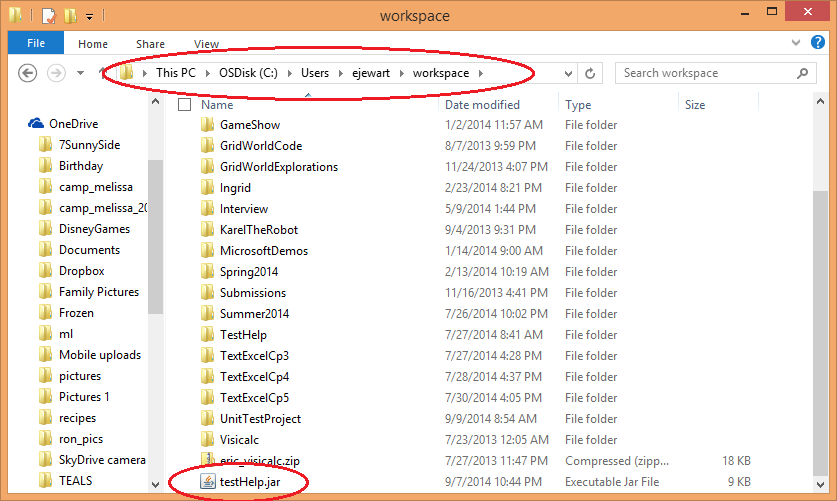 workspace
File Home Share View
This PC OSDisk (C:) Users ejewart workspace Search workspace
Name Date modified Type Size
OneDrive
7SunnySide
Birthday
camp_melissa
camp_melissa_20
DisneyGames
Documents
Dropbox
Family Pictures
Frozen
ml
Mobile uploads
pictures
Pictures 1
recipes
ron_pics
SkyDrive camera
TEALS
GameShow 1/2/2014 11:57 AM File folder
GridWorldCode 8/7/2013 9:59 PM File folder
GridWorldExplorations 11/24/2013 4:07 PM File folder
Ingrid 2/23/2014 8:21 PM File folder
Interview 5/9/2014 1:44 PM File folder
KarelTheRobot 9/4/2013 9:31 PM File folder
MicrosoftDemos 1/14/2014 9:00 AM File folder
Spring2014 2/13/2014 10:19 AM File folder
Submissions 11/16/2013 4:41 PM File folder
Summer2014 7/26/2014 10:02 PM File folder
TestHelp 7/27/2014 8:41 AM File folder
TextExcelCp3 7/27/2014 4:28 PM File folder
TextExcelCp4 7/28/2014 4:37 PM File folder
TextExcelCp5 7/30/2014 4:05 PM File folder
UnitTestProject 9/9/2014 8:54 AM File folder
Visicalc 7/23/2013 12:05 AM File folder
eric_visicalc.zip 7/27/2013 11:47 PM Compressed (zipp... 18 KB
testHelp.jar 9/7/2014 10:44 PM Executable Jar File 9 KB